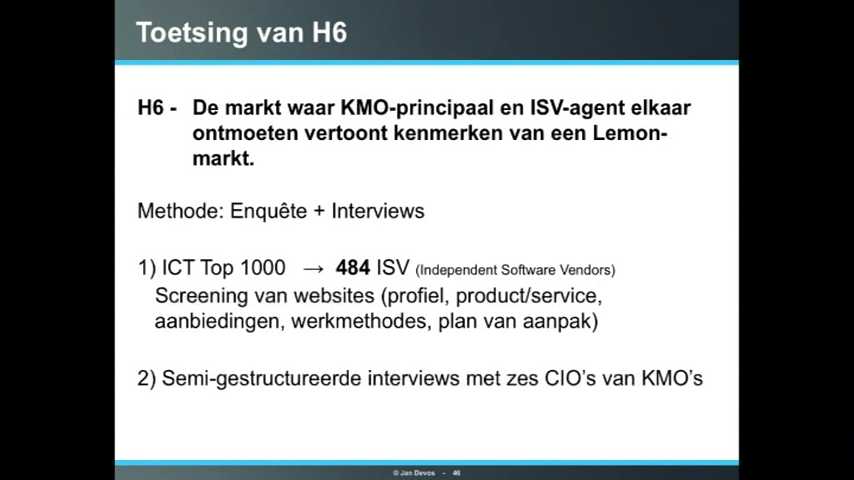 Toetsing van H6
H6 - De markt waar KMO-principaal en ISV-agent elkaar
ontmoeten vertoont kenmerken van een Lemon-
markt.
Methode: Enquête + Interviews
1) ICT Top 1000 → 484 ISV (Independent Software Vendors)
Screening van websites (profiel, product/service,
aanbiedingen, werkmethodes, plan van aanpak)
2) Semi-gestructureerde interviews met zes CIO's van KMO's
© Jan Devos - 46